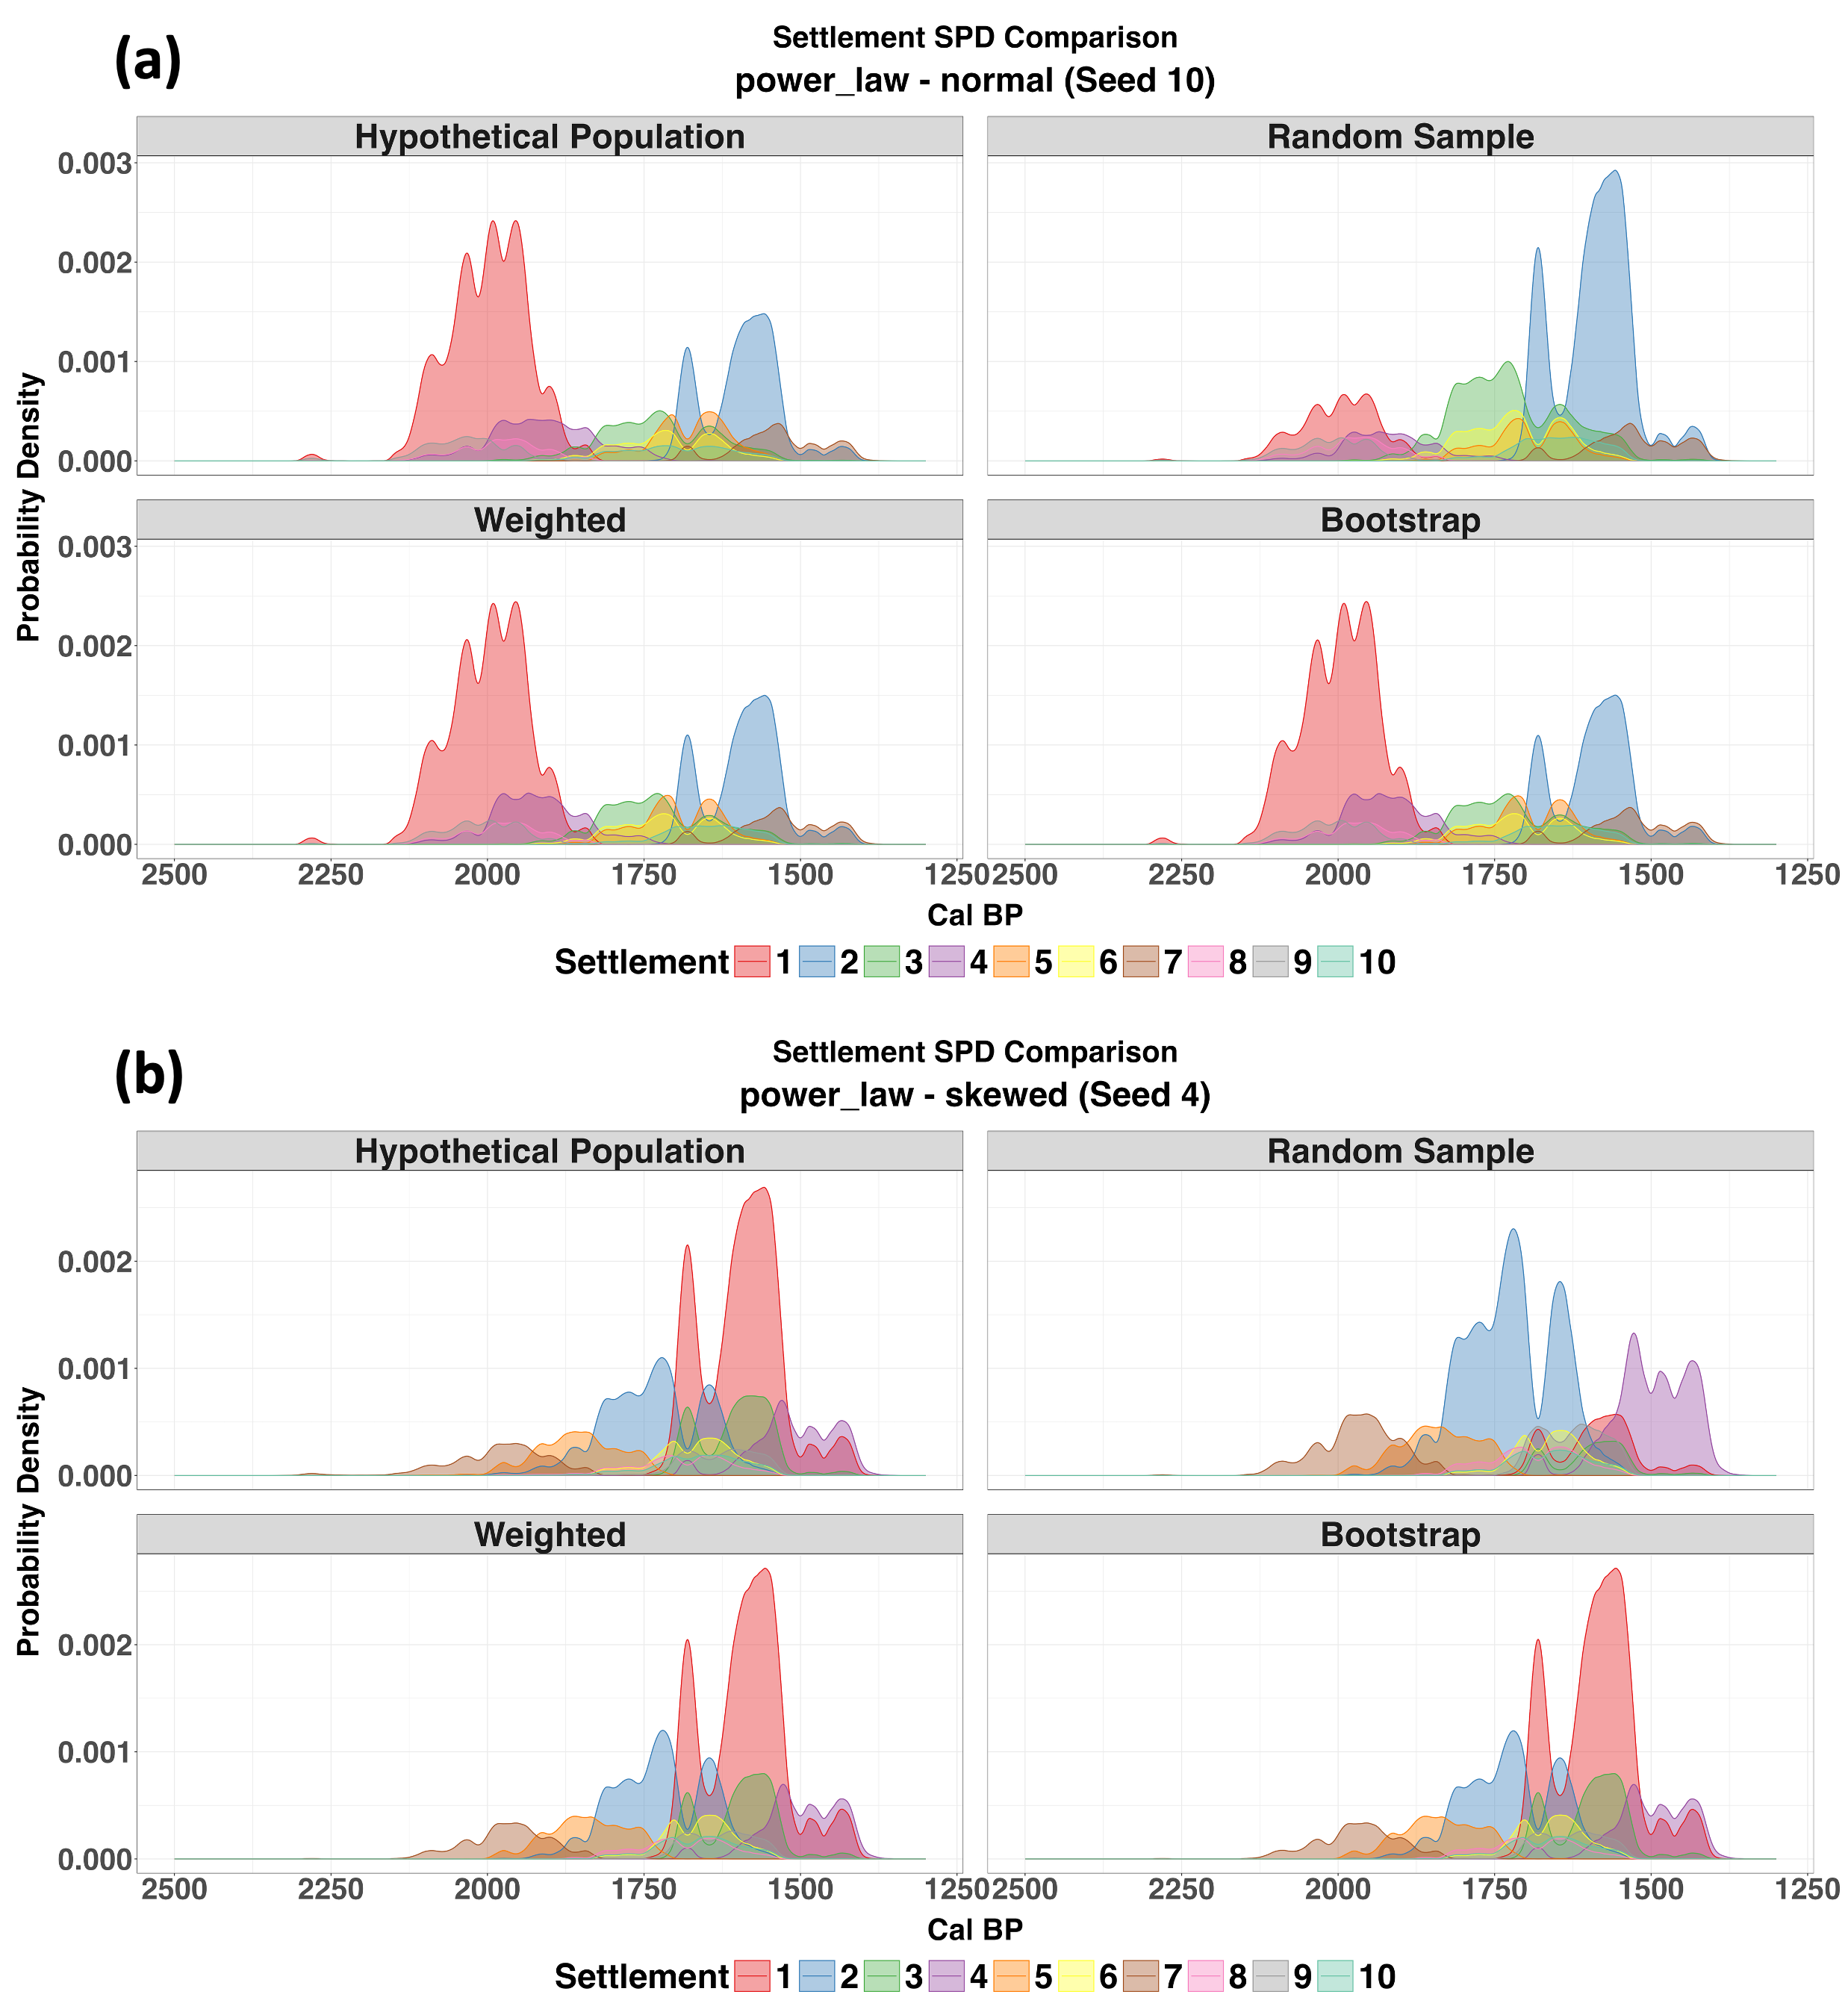 (a)
Settlement SPD Comparison
power_law - normal (Seed 10)
Hypothetical Population
Random Sample
0.003
0.002
0.001
0.000
Weighted
Bootstrap
0.003
0.002
0.001
0.000
Probability Density
2500 2250 2000 1750 1500 1250
2500 2250 2000 1750 1500 1250
Cal BP
Settlement 1 2 3 4 5 6 7 8 9 10
(b)
Settlement SPD Comparison
power_law - skewed (Seed 4)
Hypothetical Population
Random Sample
0.002
0.001
0.000
Weighted
Bootstrap
0.002
0.001
0.000
Probability Density
2500 2250 2000 1750 1500 1250
2500 2250 2000 1750 1500 1250
Cal BP
Settlement 1 2 3 4 5 6 7 8 9 10